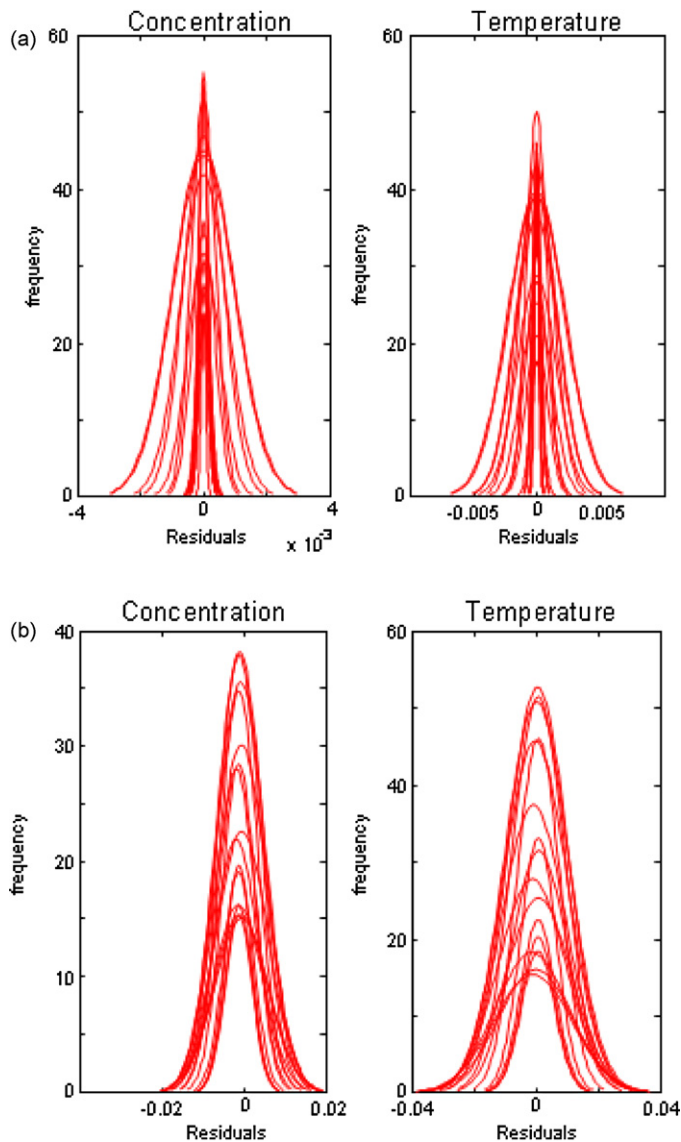 (a)
Concentration
Temperature
60
40
20
0
frequency
-4
0
4
Residuals
x 10-3
60
40
20
0
frequency
-0.005
0
0.005
Residuals
(b)
Concentration
Temperature
40
30
20
10
0
frequency
-0.02
0
0.02
Residuals
60
40
20
0
frequency
-0.04
0
0.04
Residuals